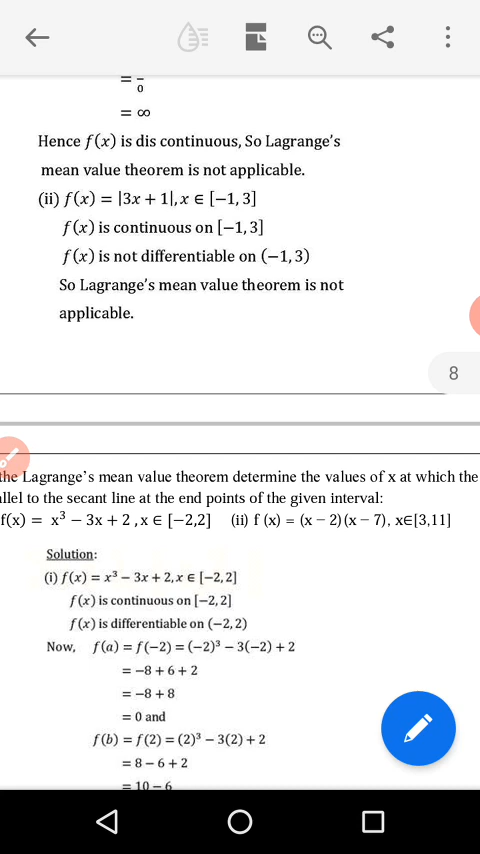 = –/0
= ∞
Hence f(x) is dis continuous, So Lagrange's
mean value theorem is not applicable.
(ii) f(x) = |3x + 1|, x ∈ [−1, 3]
f(x) is continuous on [−1, 3]
f(x) is not differentiable on (−1, 3)
So Lagrange's mean value theorem is not
applicable.
8
the Lagrange's mean value theorem determine the values of x at which the
allel to the secant line at the end points of the given interval:
f(x) = x³ − 3x + 2 , x ∈ [−2,2] (ii) f (x) = (x − 2)(x − 7), x∈[3,11]
Solution:
(i) f(x) = x³ − 3x + 2, x ∈ [−2, 2]
f(x) is continuous on [−2, 2]
f(x) is differentiable on (−2, 2)
Now, f(a) = f(−2) = (−2)³ − 3(−2) + 2
= −8 + 6 + 2
= −8 + 8
= 0 and
f(b) = f(2) = (2)³ − 3(2) + 2
= 8 − 6 + 2
= 10 − 6